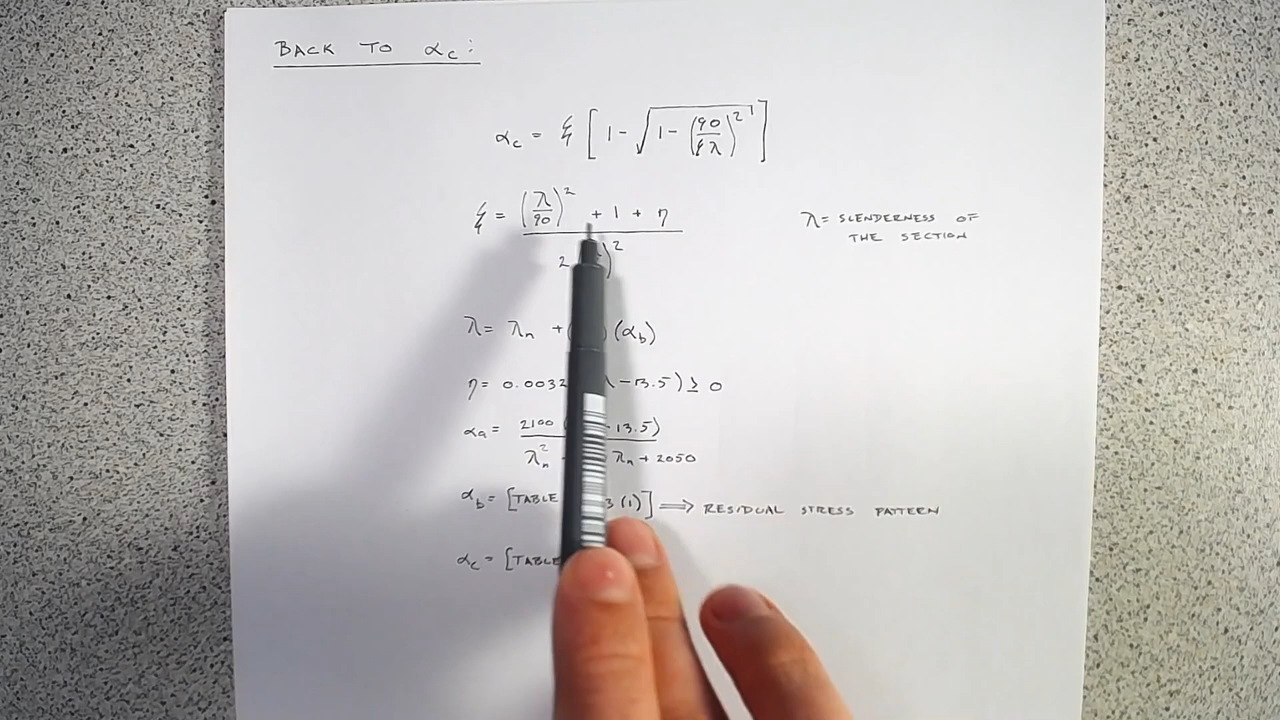 BACK TO αc:
αc = ξ [1 - √(1 - (90/ξλ)²)]
ξ = (λ/90)² + 1 + η
λ = SLENDERNESS OF
THE SECTION
2 )²
λ = λn + (αb)
η = 0.0032 - 13.5) ≥ 0
αa = 2100 - 13.5)
λn² λn + 2050
αb = [TABLE 3(1)] ⟹ RESIDUAL STRESS PATTERN
αc = [TABLE